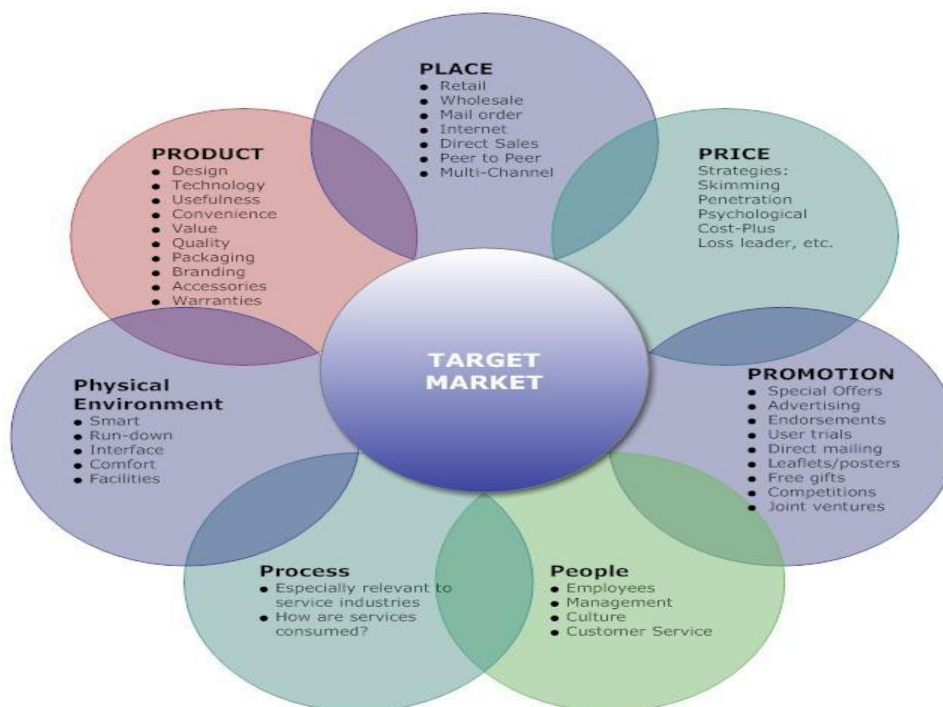 PLACE
● Retail
● Wholesale
● Mail order
● Internet
● Direct Sales
● Peer to Peer
● Multi-Channel
PRODUCT
● Design
● Technology
● Usefulness
● Convenience
● Value
● Quality
● Packaging
● Branding
● Accessories
● Warranties
PRICE
Strategies:
Skimming
Penetration
Psychological
Cost-Plus
Loss leader, etc.
TARGET
MARKET
Physical
Environment
● Smart
● Run-down
● Interface
● Comfort
● Facilities
PROMOTION
● Special Offers
● Advertising
● Endorsements
● User trials
● Direct mailing
● Leaflets/posters
● Free gifts
● Competitions
● Joint ventures
Process
● Especially relevant to
service industries
● How are services
consumed?
People
● Employees
● Management
● Culture
● Customer Service